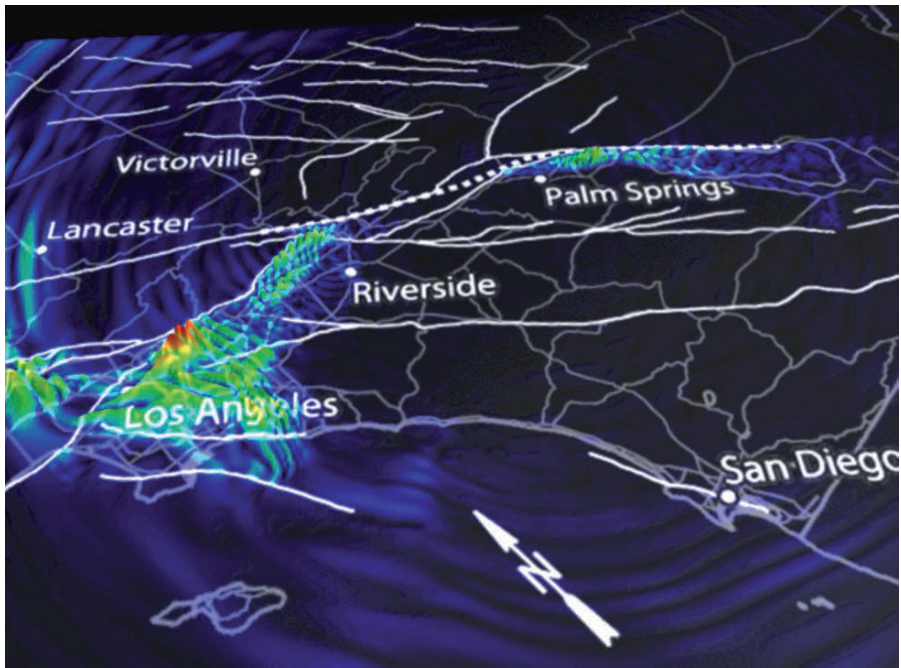 Victorville
Palm Springs
Lancaster
Riverside
Los Angeles
San Diego
N